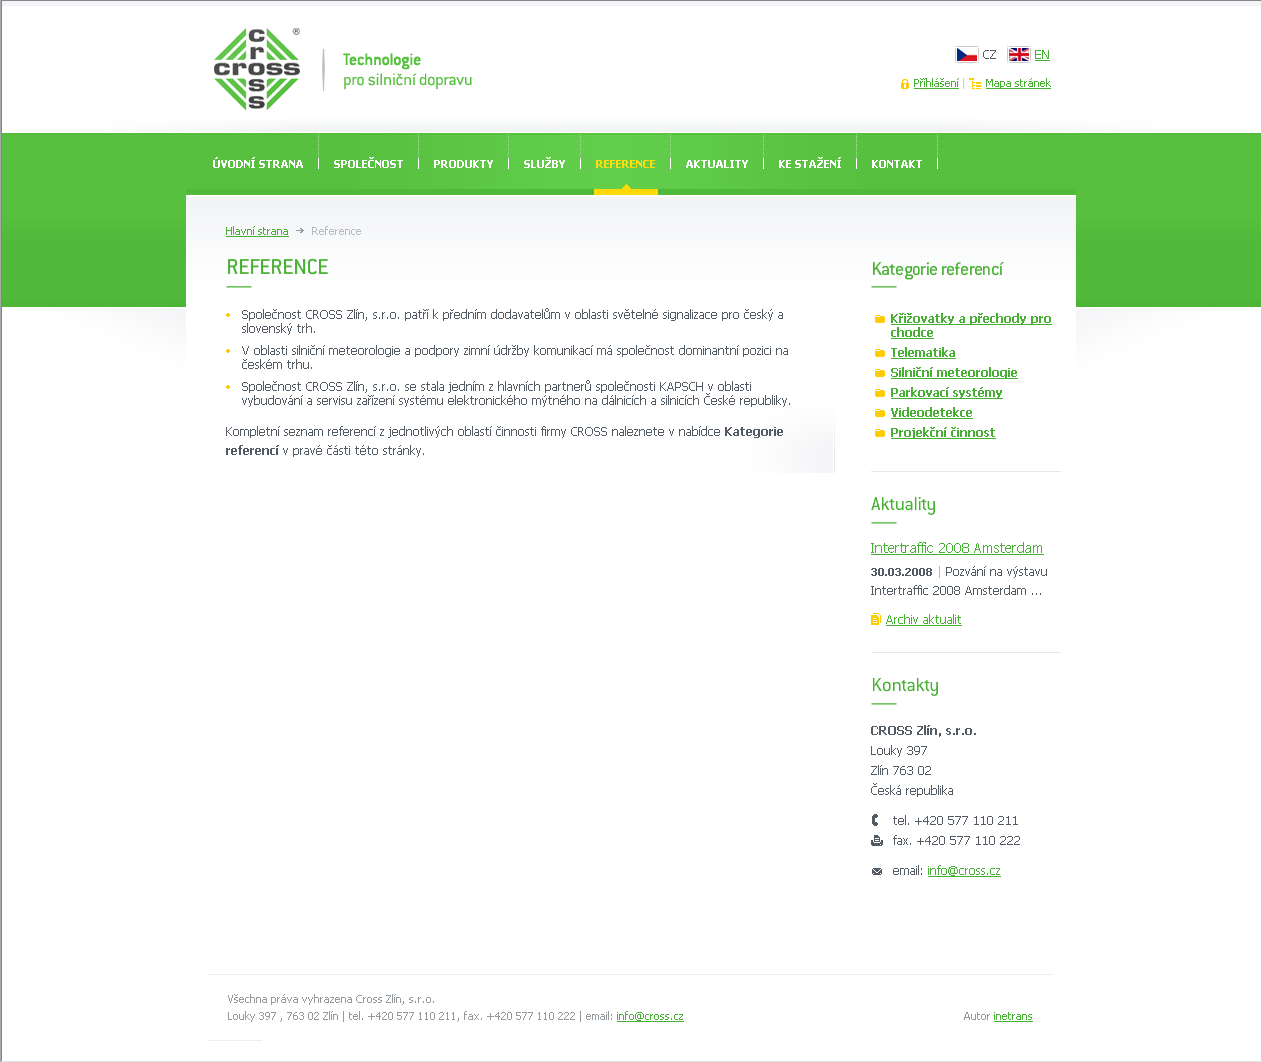 cross
cross
®
Technologie
pro silniční dopravu
CZ EN
Přihlášení | Mapa stránek
ÚVODNÍ STRANA SPOLEČNOST PRODUKTY SLUŽBY REFERENCE AKTUALITY KE STAŽENÍ KONTAKT
Hlavní strana → Reference
REFERENCE
Společnost CROSS Zlín, s.r.o. patří k předním dodavatelům v oblasti světelné signalizace pro český a
slovenský trh.
V oblasti silniční meteorologie a podpory zimní údržby komunikací má společnost dominantní pozici na
českém trhu.
Společnost CROSS Zlín, s.r.o. se stala jedním z hlavních partnerů společnosti KAPSCH v oblasti
vybudování a servisu zařízení systému elektronického mýtného na dálnicích a silnicích České republiky.
Kompletní seznam referencí z jednotlivých oblastí činnosti firmy CROSS naleznete v nabídce Kategorie
referencí v pravé části této stránky.
Kategorie referencí
Křižovatky a přechody pro
chodce
Telematika
Silniční meteorologie
Parkovací systémy
Videodetekce
Projekční činnost
Aktuality
Intertraffic 2008 Amsterdam
30.03.2008 | Pozvání na výstavu
Intertraffic 2008 Amsterdam ...
Archiv aktualit
Kontakty
CROSS Zlín, s.r.o.
Louky 397
Zlín 763 02
Česká republika
tel. +420 577 110 211
fax. +420 577 110 222
email: info@cross.cz
Všechna práva vyhrazena Cross Zlín, s.r.o.
Louky 397 , 763 02 Zlín | tel. +420 577 110 211, fax. +420 577 110 222 | email: info@cross.cz
Autor inetrans